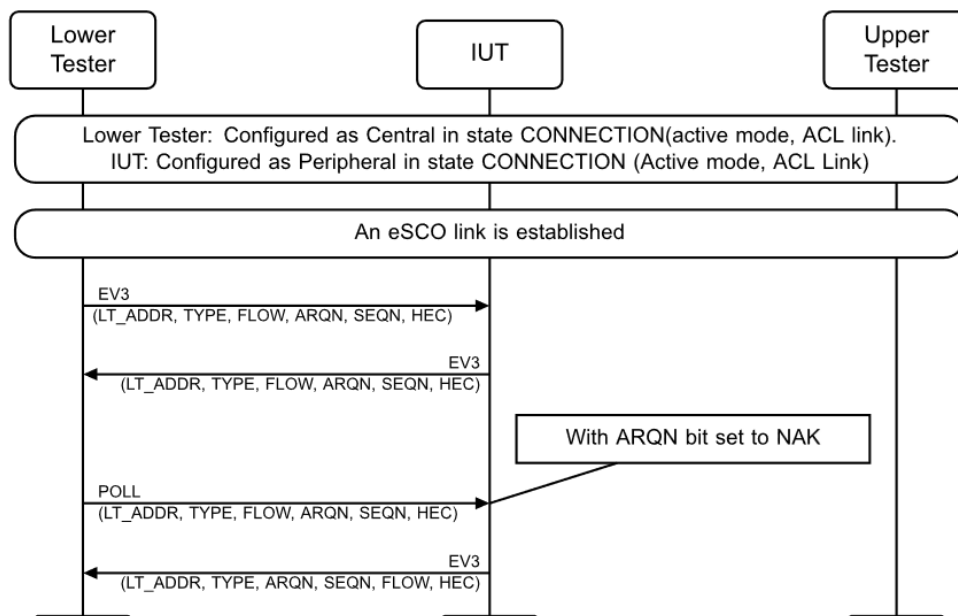 Lower
Tester
IUT
Upper
Tester
Lower Tester: Configured as Central in state CONNECTION(active mode, ACL link).
IUT: Configured as Peripheral in state CONNECTION (Active mode, ACL Link)
An eSCO link is established
EV3
(LT_ADDR, TYPE, FLOW, ARQN, SEQN, HEC)
EV3
(LT_ADDR, TYPE, FLOW, ARQN, SEQN, HEC)
With ARQN bit set to NAK
POLL
(LT_ADDR, TYPE, FLOW, ARQN, SEQN, HEC)
EV3
(LT_ADDR, TYPE, ARQN, SEQN, FLOW, HEC)